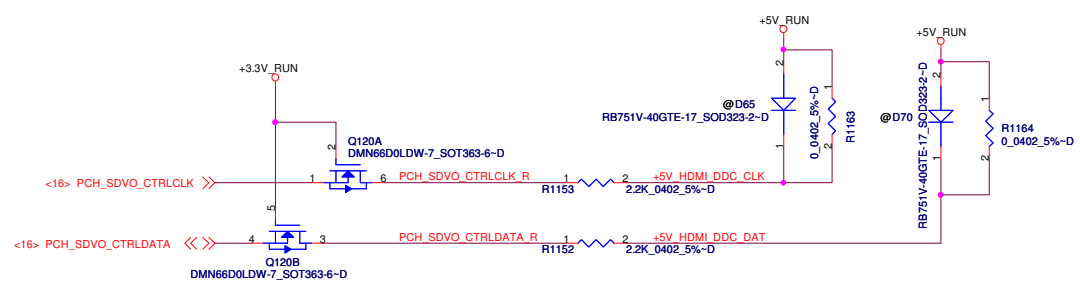 +5V_RUN
+5V_RUN
+3.3V_RUN
2
1
@D65
RB751V-40GTE-17_SOD323-2~D
1
0_0402_5%~D
R1163
2
1
2
@D70
RB751V-40GTE-17_SOD323-2~D
1
1
R1164
0_0402_5%~D
2
Q120A
DMN66D0LDW-7_SOT363-6~D
2
<16> PCH_SDVO_CTRLCLK
1
6
PCH_SDVO_CTRLCLK_R
1
R1153
2
2.2K_0402_5%~D
+5V_HDMI_DDC_CLK
5
<16> PCH_SDVO_CTRLDATA
4
3
PCH_SDVO_CTRLDATA_R
1
R1152
2
2.2K_0402_5%~D
+5V_HDMI_DDC_DAT
Q120B
DMN66D0LDW-7_SOT363-6~D